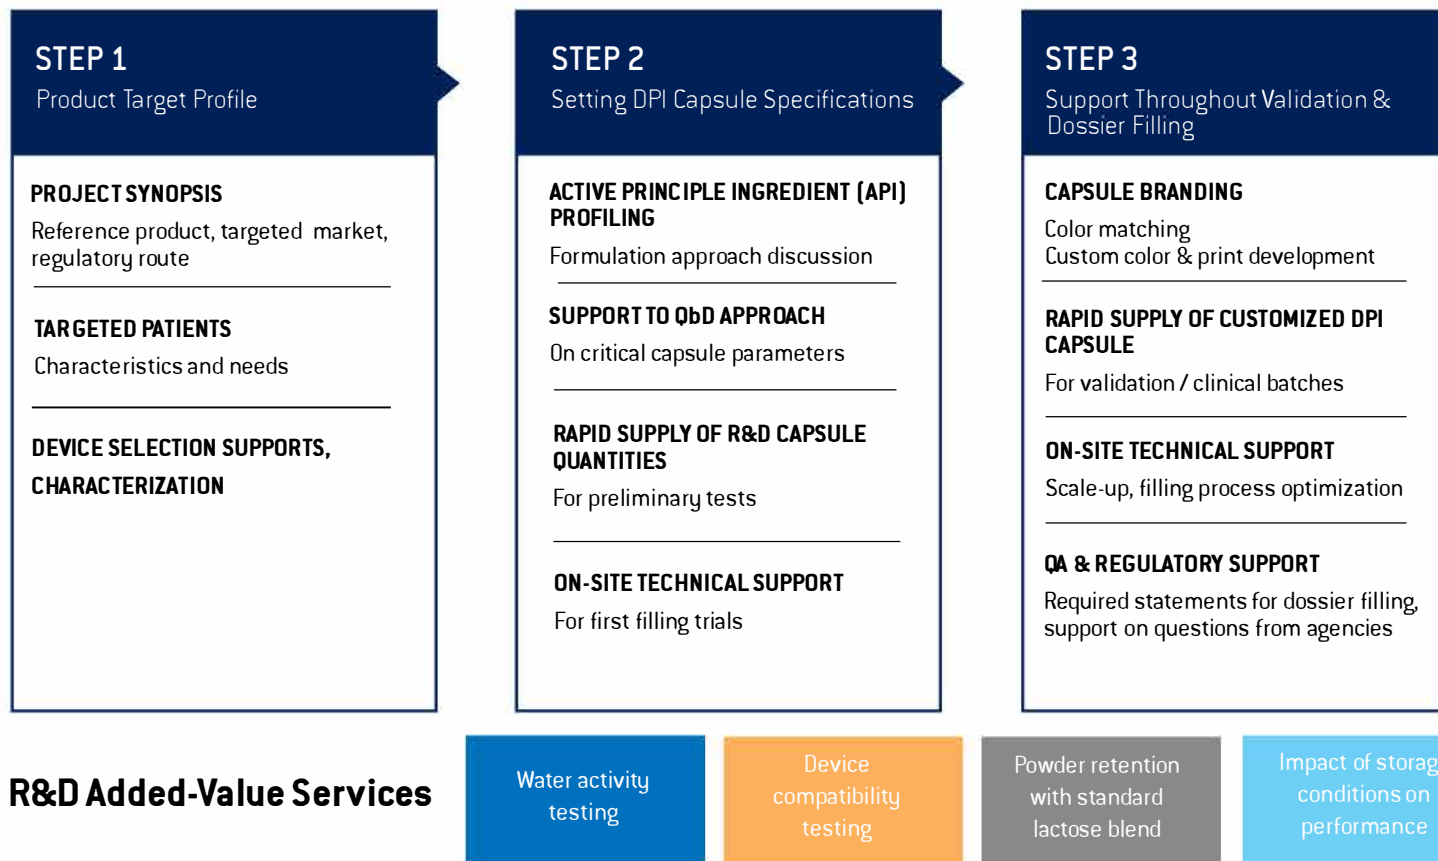 STEP 1
Product Target Profile
PROJECT SYNOPSIS
Reference product, targeted market,
regulatory route
TARGETED PATIENTS
Characteristics and needs
DEVICE SELECTION SUPPORTS,
CHARACTERIZATION
STEP 2
Setting DPI Capsule Specifications
ACTIVE PRINCIPLE INGREDIENT (API)
PROFILING
Formulation approach discussion
SUPPORT TO QbD APPROACH
On critical capsule parameters
RAPID SUPPLY OF R&D CAPSULE
QUANTITIES
For preliminary tests
ON-SITE TECHNICAL SUPPORT
For first filling trials
STEP 3
Support Throughout Validation &
Dossier Filling
CAPSULE BRANDING
Color matching
Custom color & print development
RAPID SUPPLY OF CUSTOMIZED DPI
CAPSULE
For validation / clinical batches
ON-SITE TECHNICAL SUPPORT
Scale-up, filling process optimization
QA & REGULATORY SUPPORT
Required statements for dossier filling,
support on questions from agencies
R&D Added-Value Services
Water activity
testing
Device
compatibility
testing
Powder retention
with standard
lactose blend
Impact of storag
conditions on
performance